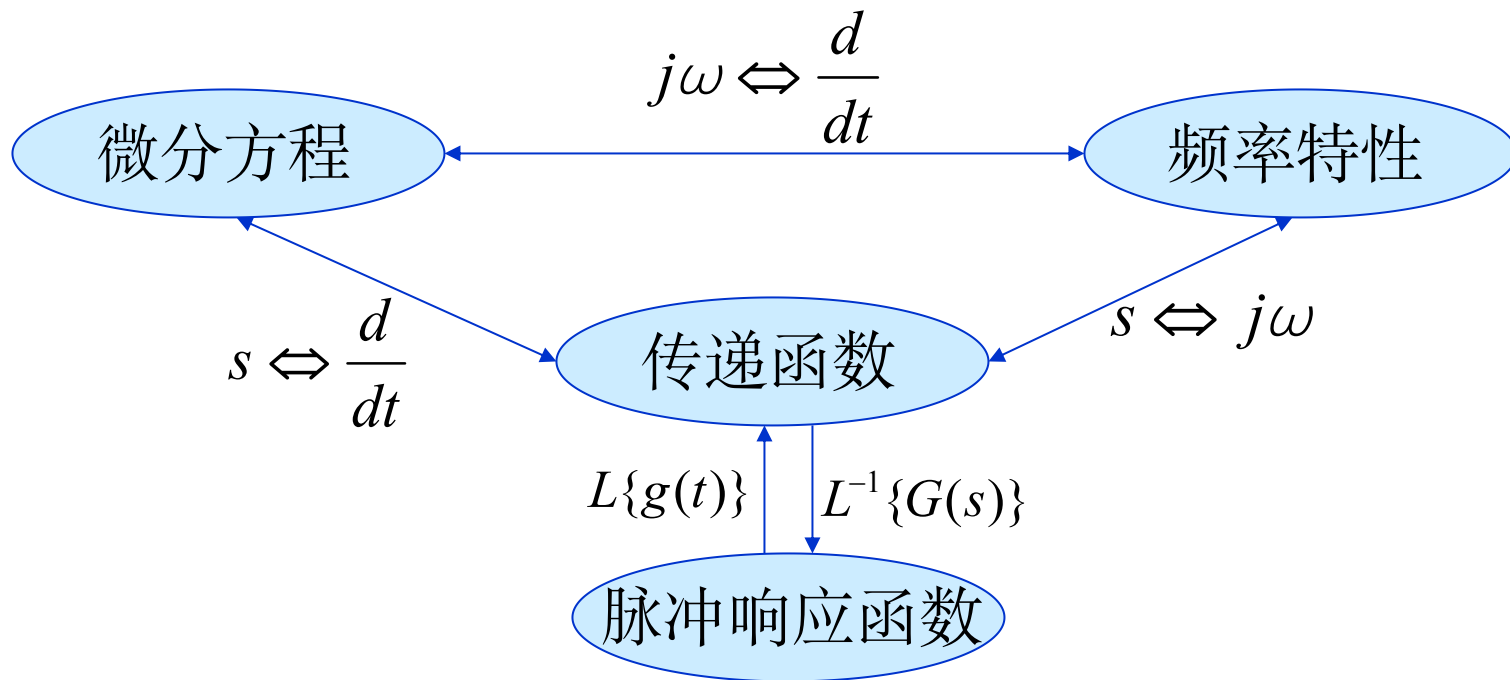 jω ⇔ d/dt
微分方程
频率特性
s ⇔ d/dt
传递函数
s ⇔ jω
L{g(t)}
L⁻¹{G(s)}
脉冲响应函数